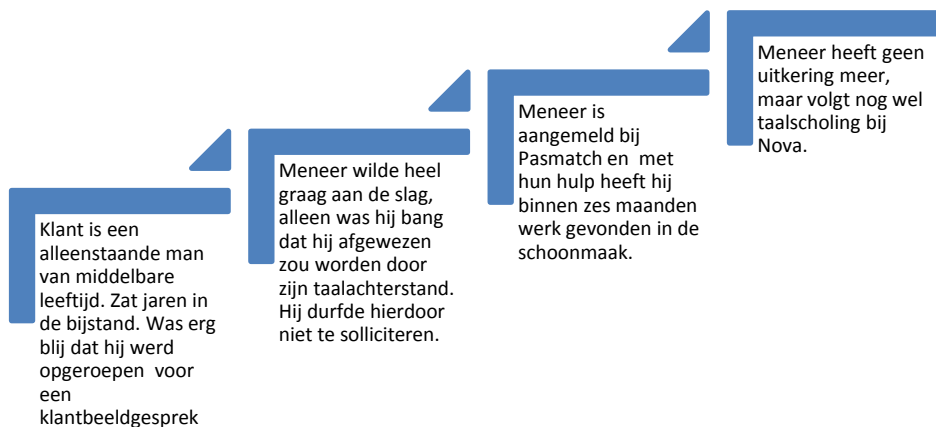 Klant is een
alleenstaande man
van middelbare
leeftijd. Zat jaren in
de bijstand. Was erg
blij dat hij werd
opgeroepen  voor
een
klantbeeldgesprek
Meneer wilde heel
graag aan de slag,
alleen was hij bang
dat hij afgewezen
zou worden door
zijn taalachterstand.
Hij durfde hierdoor
niet te solliciteren.
Meneer is
aangemeld bij
Pasmatch en  met
hun hulp heeft hij
binnen zes maanden
werk gevonden in de
schoonmaak.
Meneer heeft geen
uitkering meer,
maar volgt nog wel
taalscholing bij
Nova.